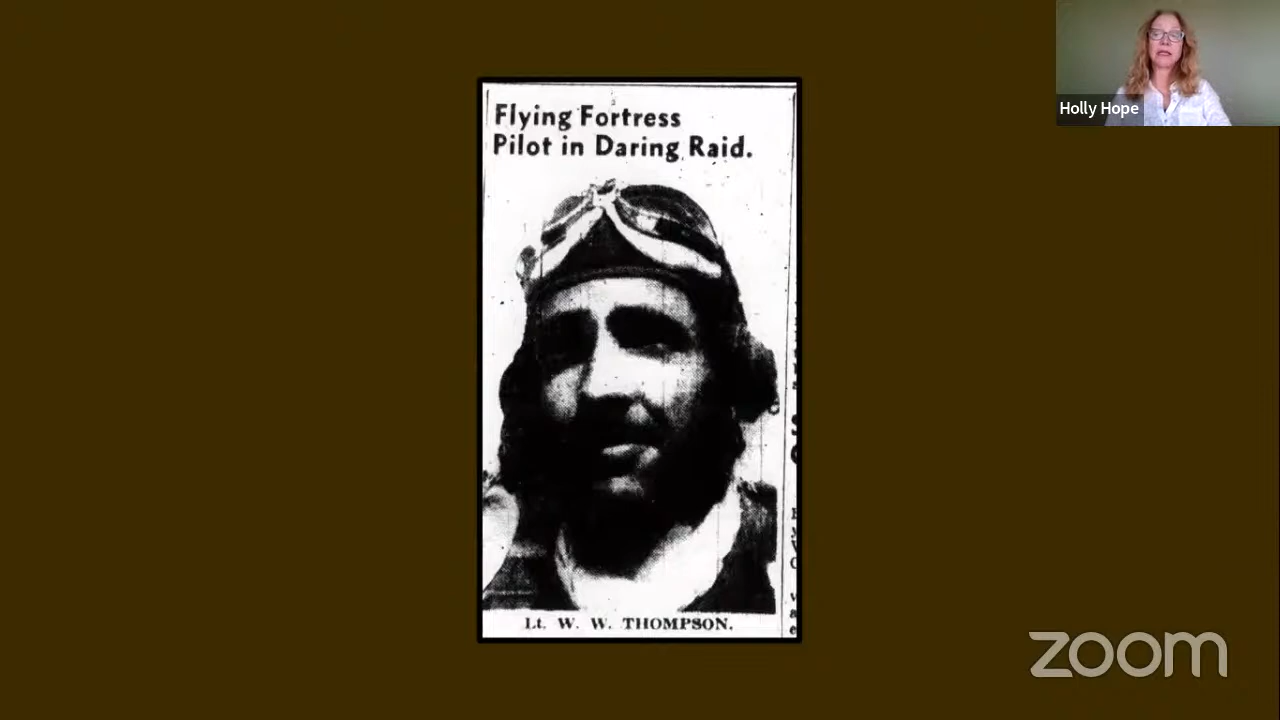 Flying Fortress
Pilot in Daring Raid.
Lt. W. W. THOMPSON.
Holly Hope
zoom